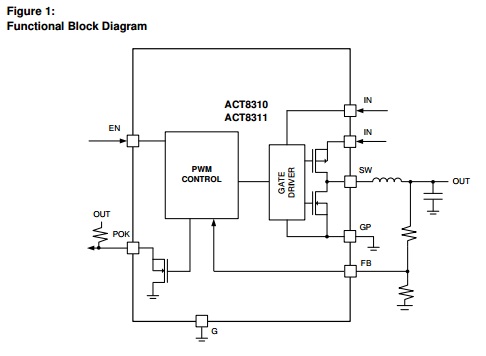 Figure 1:
Functional Block Diagram
ACT8310
ACT8311
IN
EN
IN
PWM
CONTROL
GATE
DRIVER
SW
OUT
OUT
POK
GP
FB
G